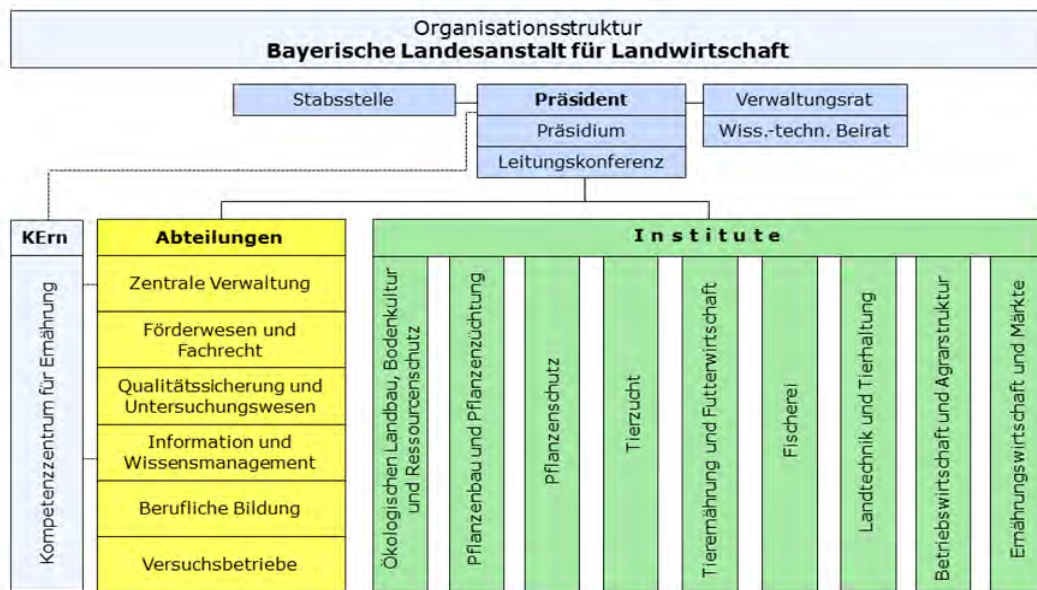 Organisationsstruktur
Bayerische Landesanstalt für Landwirtschaft
Stabsstelle
Präsident
Verwaltungsrat
Präsidium
Wiss.-techn. Beirat
Leitungskonferenz
KErn
Kompetenzzentrum für Ernährung
Abteilungen
Zentrale Verwaltung
Förderwesen und
Fachrecht
Qualitätssicherung und
Untersuchungswesen
Information und
Wissensmanagement
Berufliche Bildung
Versuchsbetriebe
Institute
Ökologischen Landbau, Bodenkultur
und Ressourcenschutz
Pflanzenbau und Pflanzenzüchtung
Pflanzenschutz
Tierzucht
Tierernährung und Futterwirtschaft
Fischerei
Landtechnik und Tierhaltung
Betriebswirtschaft und Agrarstruktur
Ernährungswirtschaft und Märkte